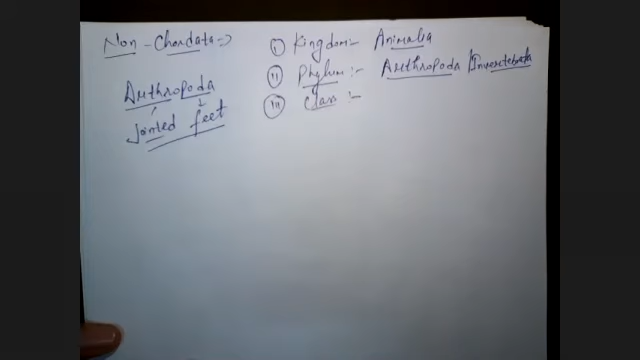 Non-Chordata →
Arthropoda
Jointed feet
(i) Kingdom:- Animalia
(ii) Phylum:- Arthropoda / Invertebrata
(iii) Class:-